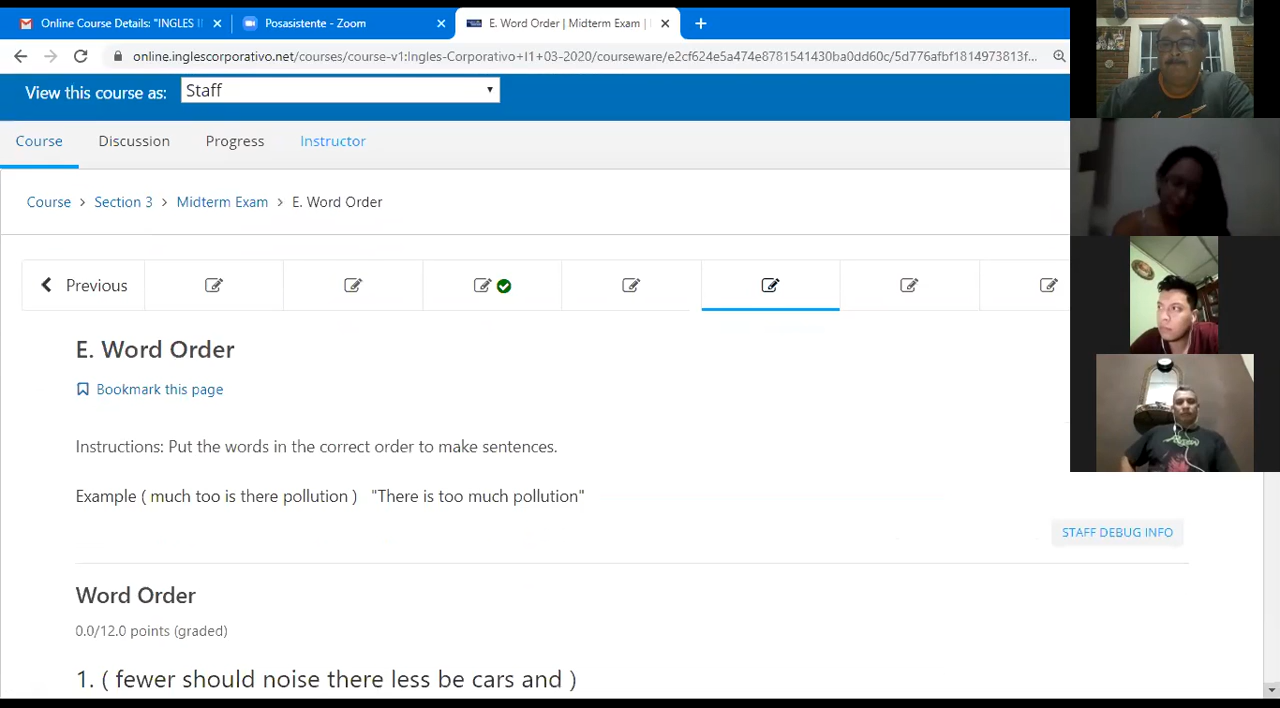 Online Course Details: "INGLES II
Posasistente - Zoom
E. Word Order | Midterm Exam |
online.inglescorporativo.net/courses/course-v1:Ingles-Corporativo+I1+03-2020/courseware/e2cf624e5a474e8781541430ba0dd60c/5d776afbf1814973813f...
View this course as: Staff
Course Discussion Progress Instructor
Course > Section 3 > Midterm Exam > E. Word Order
Previous
E. Word Order
Bookmark this page
Instructions: Put the words in the correct order to make sentences.
Example ( much too is there pollution ) "There is too much pollution"
STAFF DEBUG INFO
Word Order
0.0/12.0 points (graded)
1. ( fewer should noise there less be cars and )